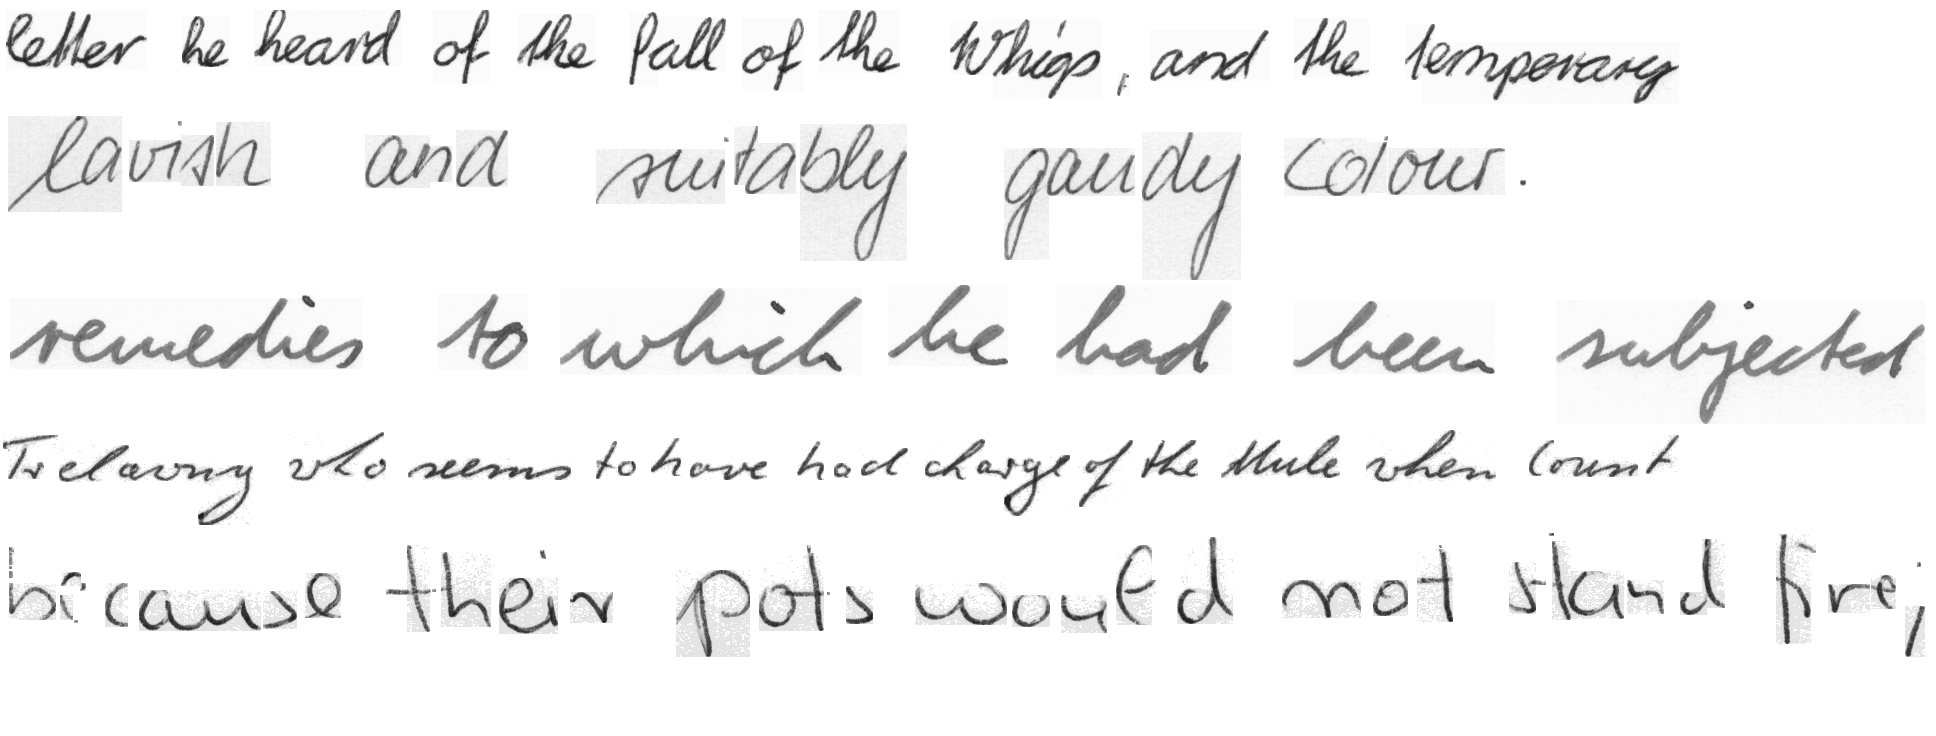 letter he heard of the fall of the Whigs, and the temporary
lavish and suitably gaudy colour.
remedies to which he had been subjected
Trelawny who seems to have had charge of the Mule when Count
because their pots would not stand fire,